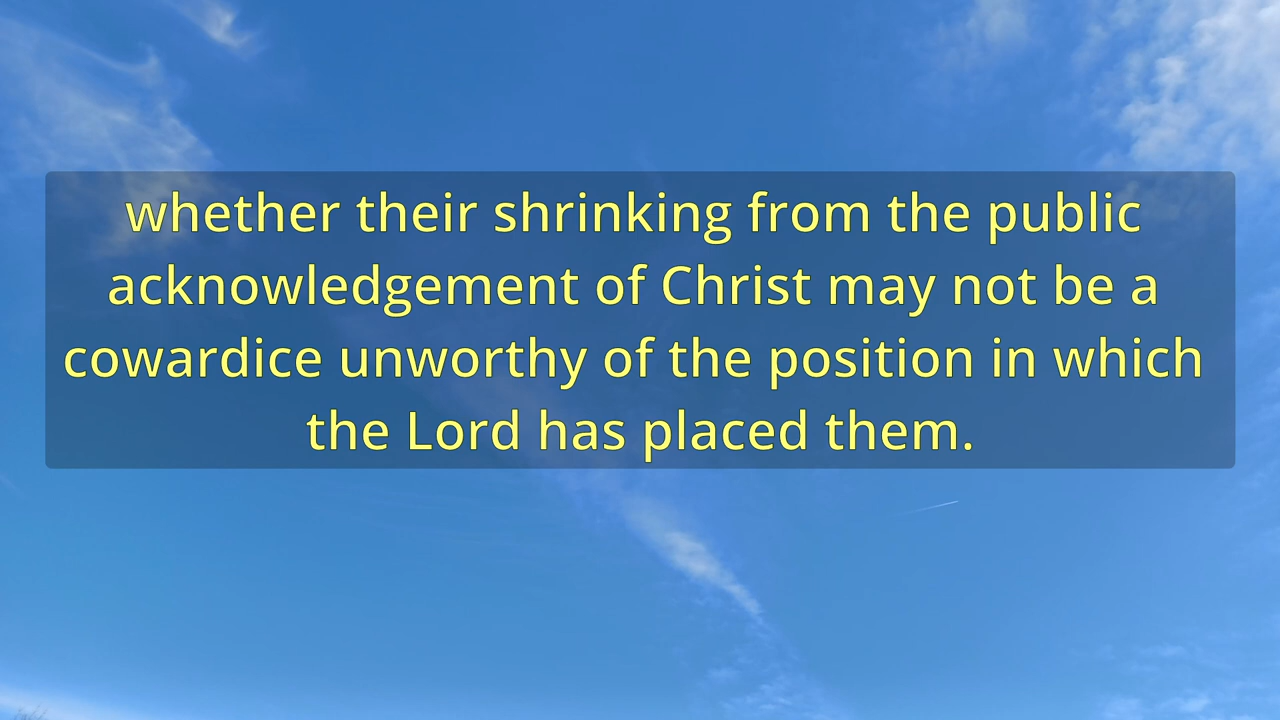 whether their shrinking from the public
acknowledgement of Christ may not be a
cowardice unworthy of the position in which
the Lord has placed them.